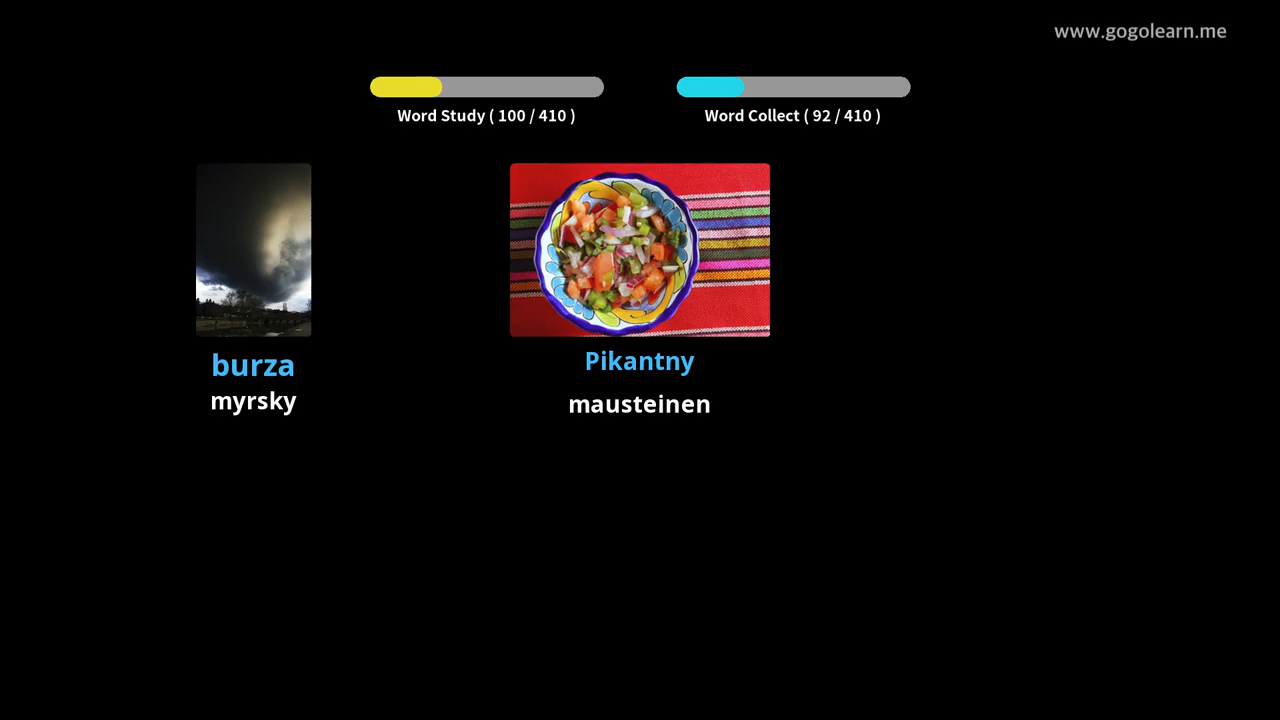 www.gogolearn.me
Word Study ( 100 / 410 )
Word Collect ( 92 / 410 )
burza
myrsky
Pikantny
mausteinen